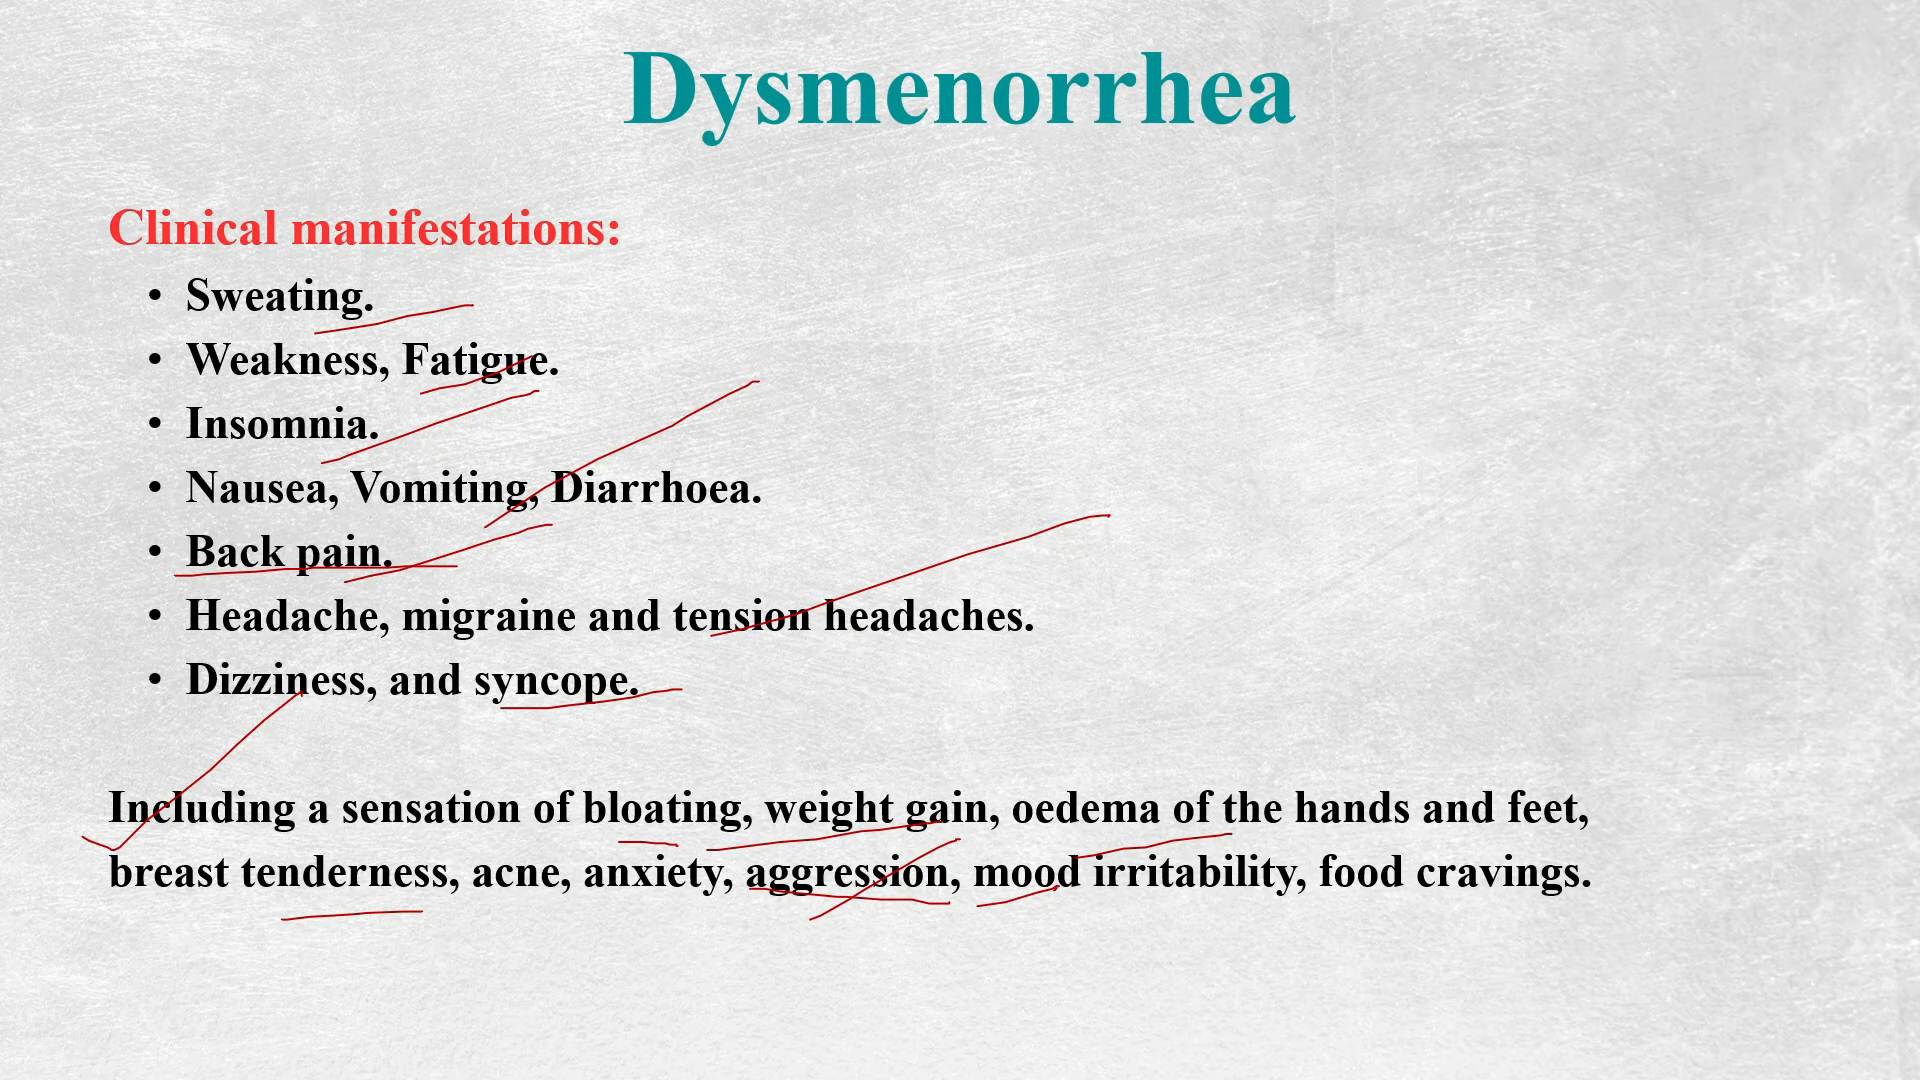 Dysmenorrhea
Clinical manifestations:
• Sweating.
• Weakness, Fatigue.
• Insomnia.
• Nausea, Vomiting, Diarrhoea.
• Back pain.
• Headache, migraine and tension headaches.
• Dizziness, and syncope.
Including a sensation of bloating, weight gain, oedema of the hands and feet,
breast tenderness, acne, anxiety, aggression, mood irritability, food cravings.